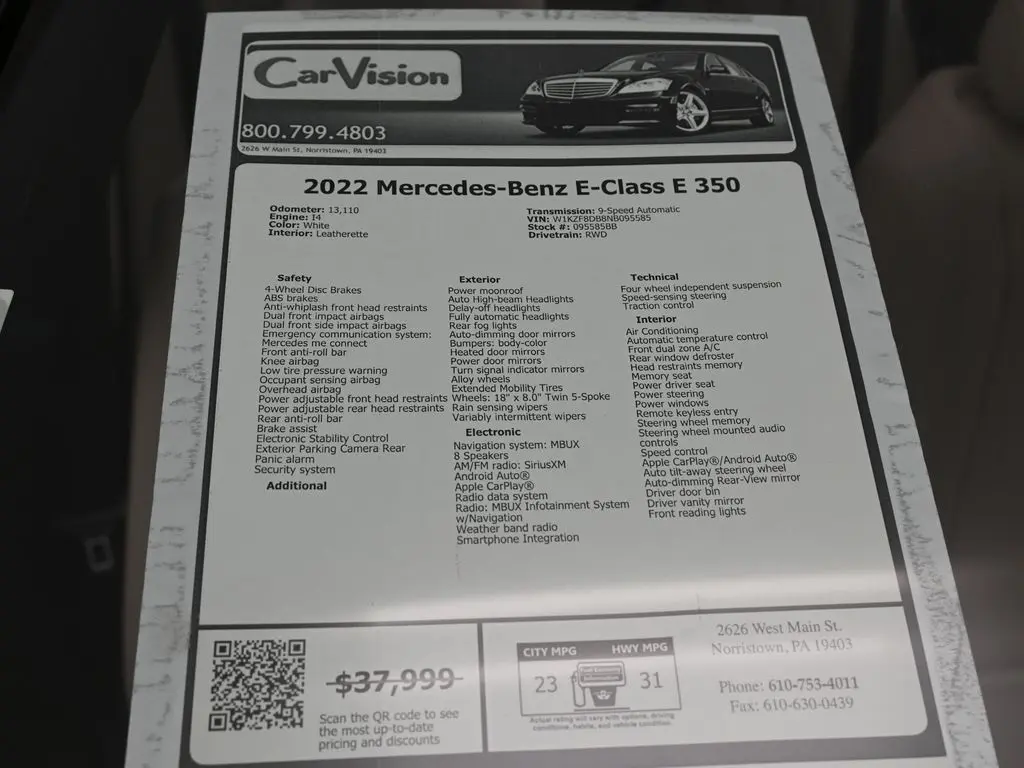 CarVision
800.799.4803
2626 W Main St, Norristown, PA 19403
2022 Mercedes-Benz E-Class E 350
Odometer: 13,110
Engine: I4
Color: White
Interior: Leatherette
Transmission: 9-Speed Automatic
VIN: W1KZF8DB8NB095585
Stock #: 095585BB
Drivetrain: RWD
Safety
4-Wheel Disc Brakes
ABS brakes
Anti-whiplash front head restraints
Dual front impact airbags
Dual front side impact airbags
Emergency communication system:
Mercedes me connect
Front anti-roll bar
Knee airbag
Low tire pressure warning
Occupant sensing airbag
Overhead airbag
Power adjustable front head restraints
Power adjustable rear head restraints
Rear anti-roll bar
Brake assist
Electronic Stability Control
Exterior Parking Camera Rear
Panic alarm
Security system
Additional
Exterior
Power moonroof
Auto High-beam Headlights
Delay-off headlights
Fully automatic headlights
Rear fog lights
Auto-dimming door mirrors
Bumpers: body-color
Heated door mirrors
Power door mirrors
Turn signal indicator mirrors
Alloy wheels
Extended Mobility Tires
Wheels: 18" x 8.0" Twin 5-Spoke
Rain sensing wipers
Variably intermittent wipers
Electronic
Navigation system: MBUX
8 Speakers
AM/FM radio: SiriusXM
Android Auto®
Apple CarPlay®
Radio data system
Radio: MBUX Infotainment System
w/Navigation
Weather band radio
Smartphone Integration
Technical
Four wheel independent suspension
Speed-sensing steering
Traction control
Interior
Air Conditioning
Automatic temperature control
Front dual zone A/C
Rear window defroster
Head restraints memory
Memory seat
Power driver seat
Power steering
Power windows
Remote keyless entry
Steering wheel memory
Steering wheel mounted audio
controls
Speed control
Apple CarPlay®/Android Auto®
Auto tilt-away steering wheel
Auto-dimming Rear-View mirror
Driver door bin
Driver vanity mirror
Front reading lights
$37,999
Scan the QR code to see
the most up-to-date
pricing and discounts
CITY MPG
HWY MPG
23
31
Actual rating will vary with options, driving
conditions, habits, and vehicle condition.
2626 West Main St.
Norristown, PA 19403
Phone: 610-753-4011
Fax: 610-630-0439